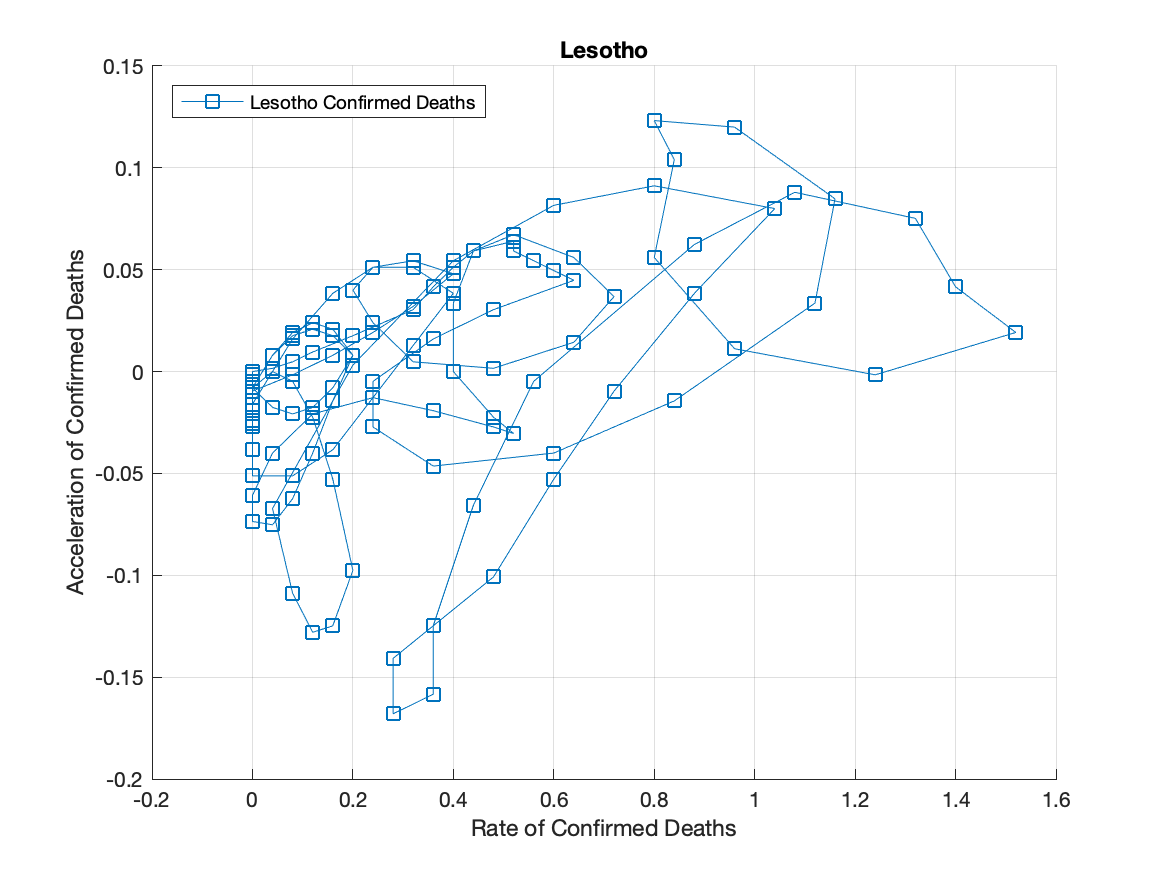 Lesotho
0.15
Lesotho Confirmed Deaths
0.1
0.05
0
-0.05
-0.1
-0.15
-0.2
Acceleration of Confirmed Deaths
-0.2 0 0.2 0.4 0.6 0.8 1 1.2 1.4 1.6
Rate of Confirmed Deaths